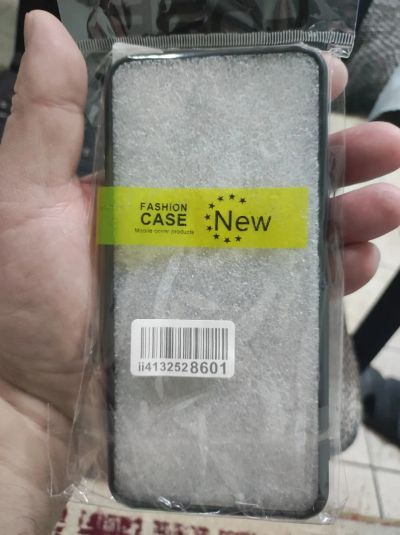 FASHION
CASE
Mobile cover products
New
ii4132528601